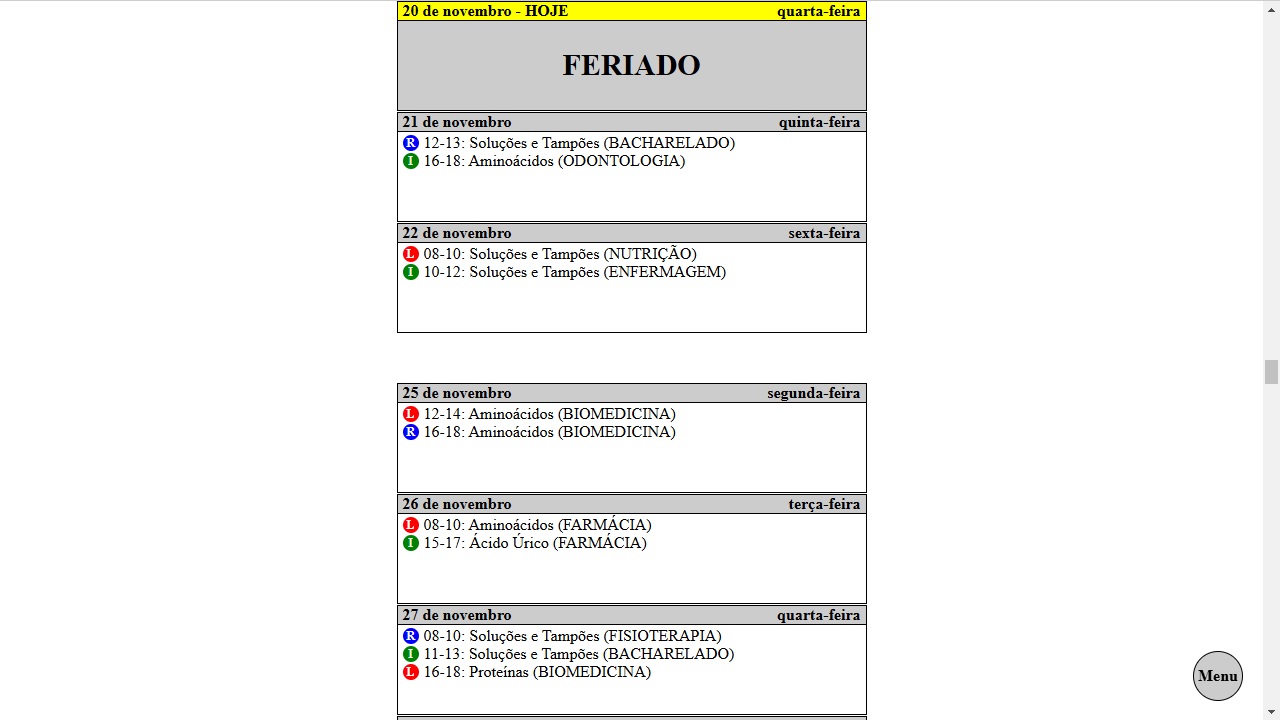 20 de novembro - HOJE quarta-feira
FERIADO
21 de novembro quinta-feira
R 12-13: Soluções e Tampões (BACHARELADO)
I 16-18: Aminoácidos (ODONTOLOGIA)
22 de novembro sexta-feira
L 08-10: Soluções e Tampões (NUTRIÇÃO)
I 10-12: Soluções e Tampões (ENFERMAGEM)
25 de novembro segunda-feira
L 12-14: Aminoácidos (BIOMEDICINA)
R 16-18: Aminoácidos (BIOMEDICINA)
26 de novembro terça-feira
L 08-10: Aminoácidos (FARMÁCIA)
I 15-17: Ácido Úrico (FARMÁCIA)
27 de novembro quarta-feira
R 08-10: Soluções e Tampões (FISIOTERAPIA)
I 11-13: Soluções e Tampões (BACHARELADO)
L 16-18: Proteínas (BIOMEDICINA)
Menu